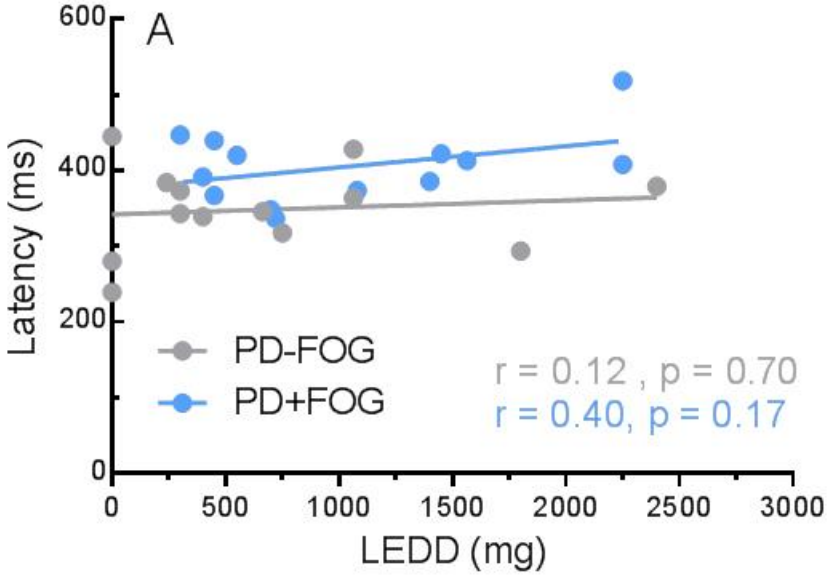 A
600
400
200
0
Latency (ms)
PD-FOG
PD+FOG
r = 0.12 , p = 0.70
r = 0.40, p = 0.17
0 500 1000 1500 2000 2500 3000
LEDD (mg)